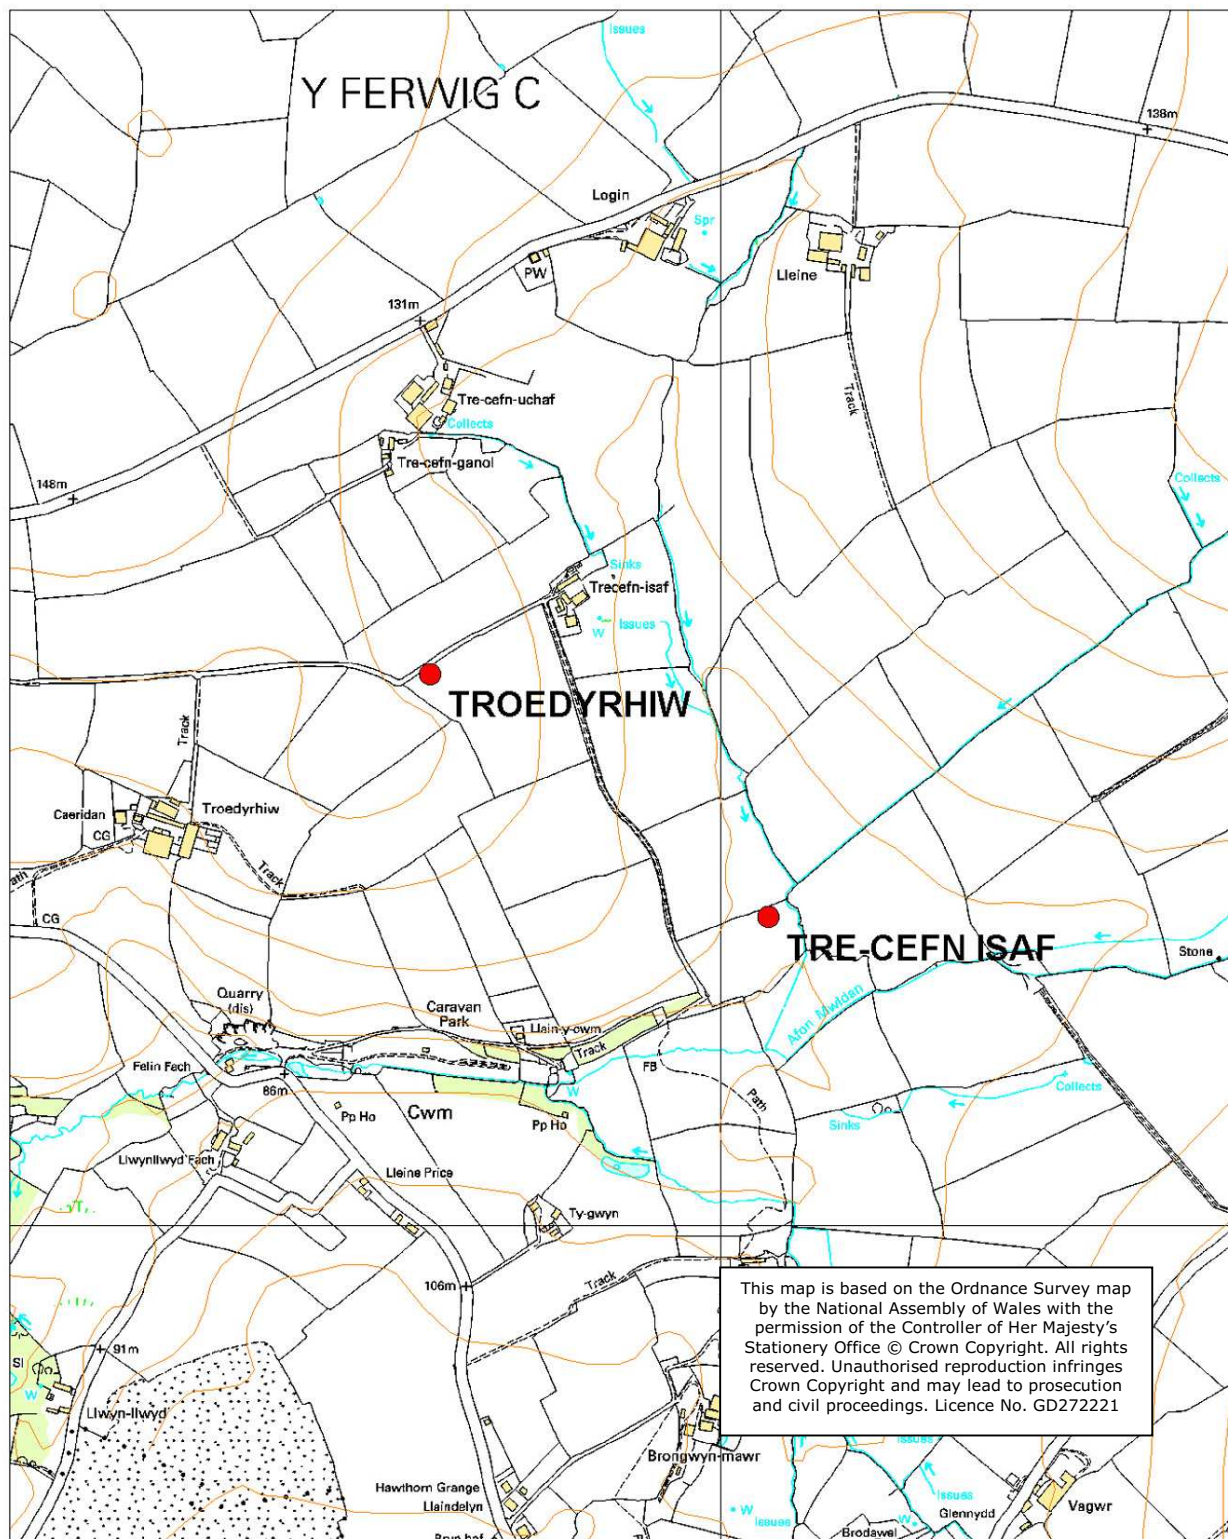 Issues
Y FERWIG C
138m
Login
Spr
PW
Lleine
131m
Tre-cefn-uchaf
Collects
Track
Tre-cefn-ganol
148m
Collects
Sinks
Trecefn-isaf
W
Issues
TROEDYRHIW
Track
Caeridan
Troedyrhiw
CG
Track
ath
CG
TRE-CEFN ISAF
Stone
Quarry
(dis)
Caravan
Park
Llain-y-cwm
Afon Mwldan
Track
Felin Fach
FB
W
Collects
86m
Path
Pp Ho
Cwm
Pp Ho
Sinks
Llwynllwyd Fach
Lleine Price
Ty-gwyn
Track
106m
This map is based on the Ordnance Survey map
by the National Assembly of Wales with the
permission of the Controller of Her Majesty's
Stationery Office © Crown Copyright. All rights
reserved. Unauthorised reproduction infringes
Crown Copyright and may lead to prosecution
and civil proceedings. Licence No. GD272221
91m
Sl
W
Llwyn-llwyd
Issues
Brongwyn-mawr
Hawthorn Grange
Llaindelyn
Issues
Vagwr
W
Issues
Glennydd
W
Brodawel